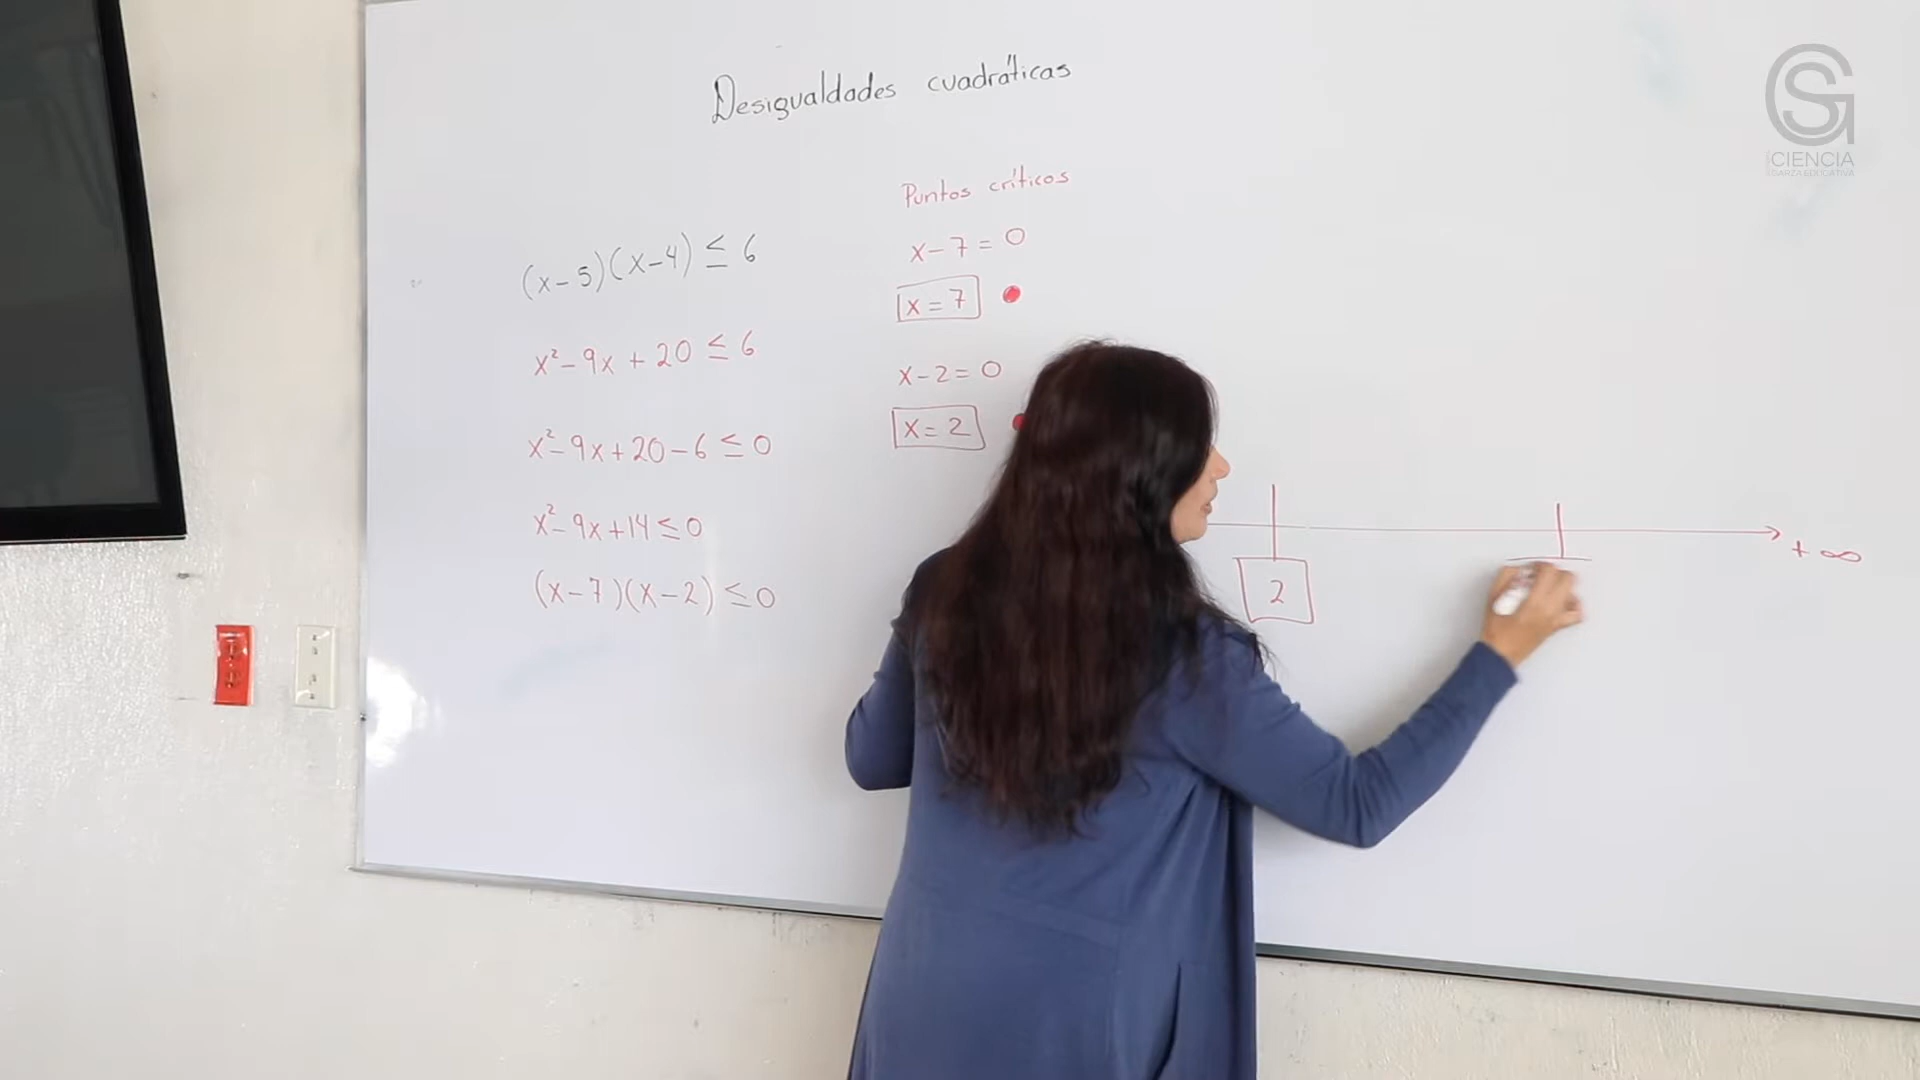 Desigualdades cuadráticas
(x-5)(x-4) ≤ 6
x²-9x+20 ≤ 6
x²-9x+20-6 ≤ 0
x²-9x+14 ≤ 0
(x-7)(x-2) ≤ 0
Puntos críticos
x-7=0
x=7
x-2=0
x=2
2
+∞
CIENCIA